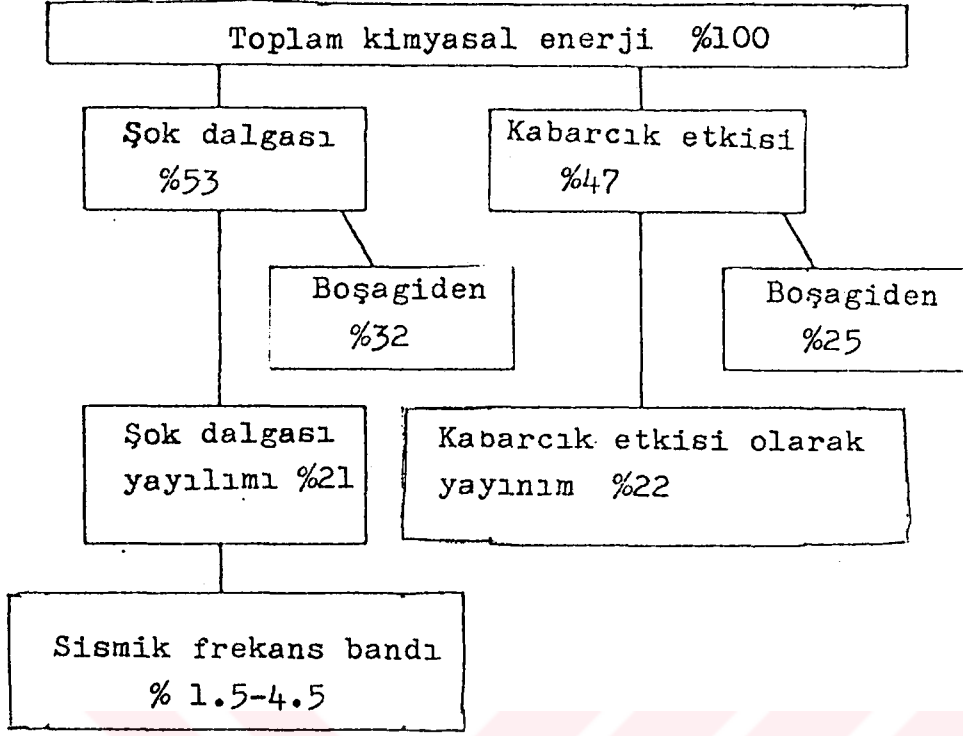 Toplam kimyasal enerji %100
Şok dalgası
%53
Kabarcık etkisi
%47
Boşagiden
%32
Boşagiden
%25
Şok dalgası
yayılımı %21
Kabarcık etkisi olarak
yayınım %22
Sismik frekans bandı
% 1.5-4.5